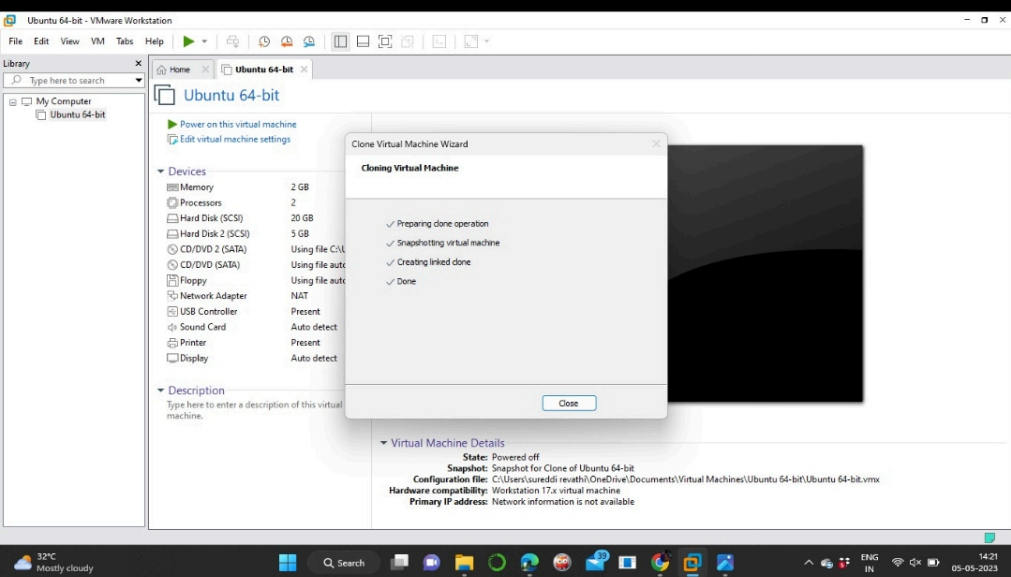 Ubuntu 64-bit - VMware Workstation
File Edit View VM Tabs Help
Library
Type here to search
My Computer
Ubuntu 64-bit
Home
Ubuntu 64-bit
Ubuntu 64-bit
Power on this virtual machine
Edit virtual machine settings
Devices
Memory 2 GB
Processors 2
Hard Disk (SCSI) 20 GB
Hard Disk 2 (SCSI) 5 GB
CD/DVD 2 (SATA) Using file C:\U
CD/DVD (SATA) Using file auto
Floppy Using file auto
Network Adapter NAT
USB Controller Present
Sound Card Auto detect
Printer Present
Display Auto detect
Description
Type here to enter a description of this virtual
machine.
Clone Virtual Machine Wizard
Cloning Virtual Machine
Preparing clone operation
Snapshotting virtual machine
Creating linked clone
Done
Close
Virtual Machine Details
State: Powered off
Snapshot: Snapshot for Clone of Ubuntu 64-bit
Configuration file: C:\Users\sureddi revathi\OneDrive\Documents\Virtual Machines\Ubuntu 64-bit\Ubuntu 64-bit.vmx
Hardware compatibility: Workstation 17.x virtual machine
Primary IP address: Network information is not available
32°C
Mostly cloudy
Search
39
ENG
IN
14:21
05-05-2023